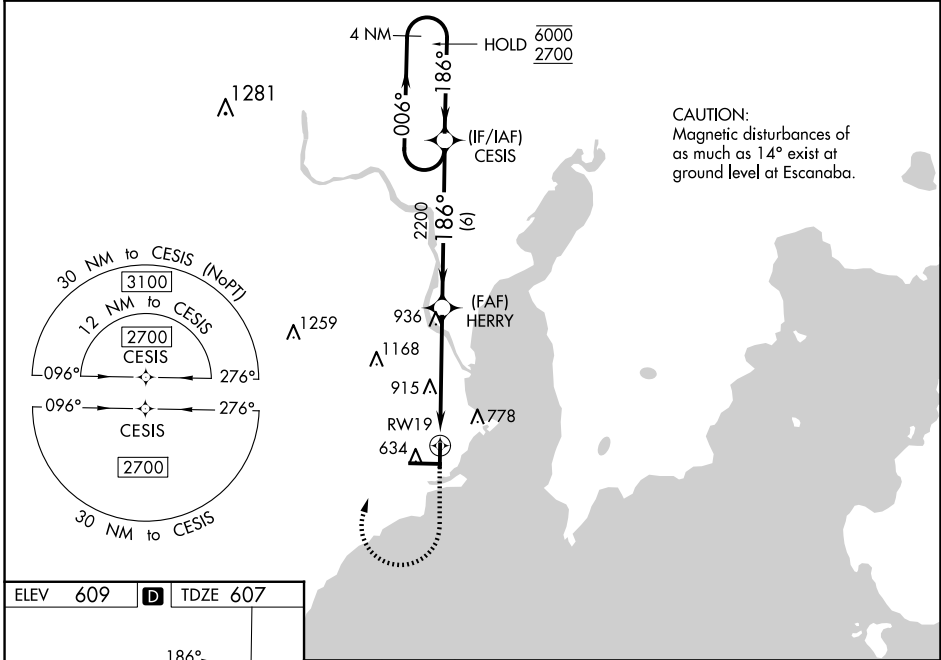 4 NM
HOLD
6000
2700
186°
006°
1281
(IF/IAF)
CESIS
CAUTION:
Magnetic disturbances of
as much as 14° exist at
ground level at Escanaba.
2200
186°
(6)
30 NM to CESIS (NoPT)
3100
12 NM to CESIS
2700
CESIS
096°
276°
096°
276°
CESIS
2700
30 NM to CESIS
(FAF)
HERRY
936
1259
1168
915
778
RW19
634
ELEV 609 D TDZE 607
186°